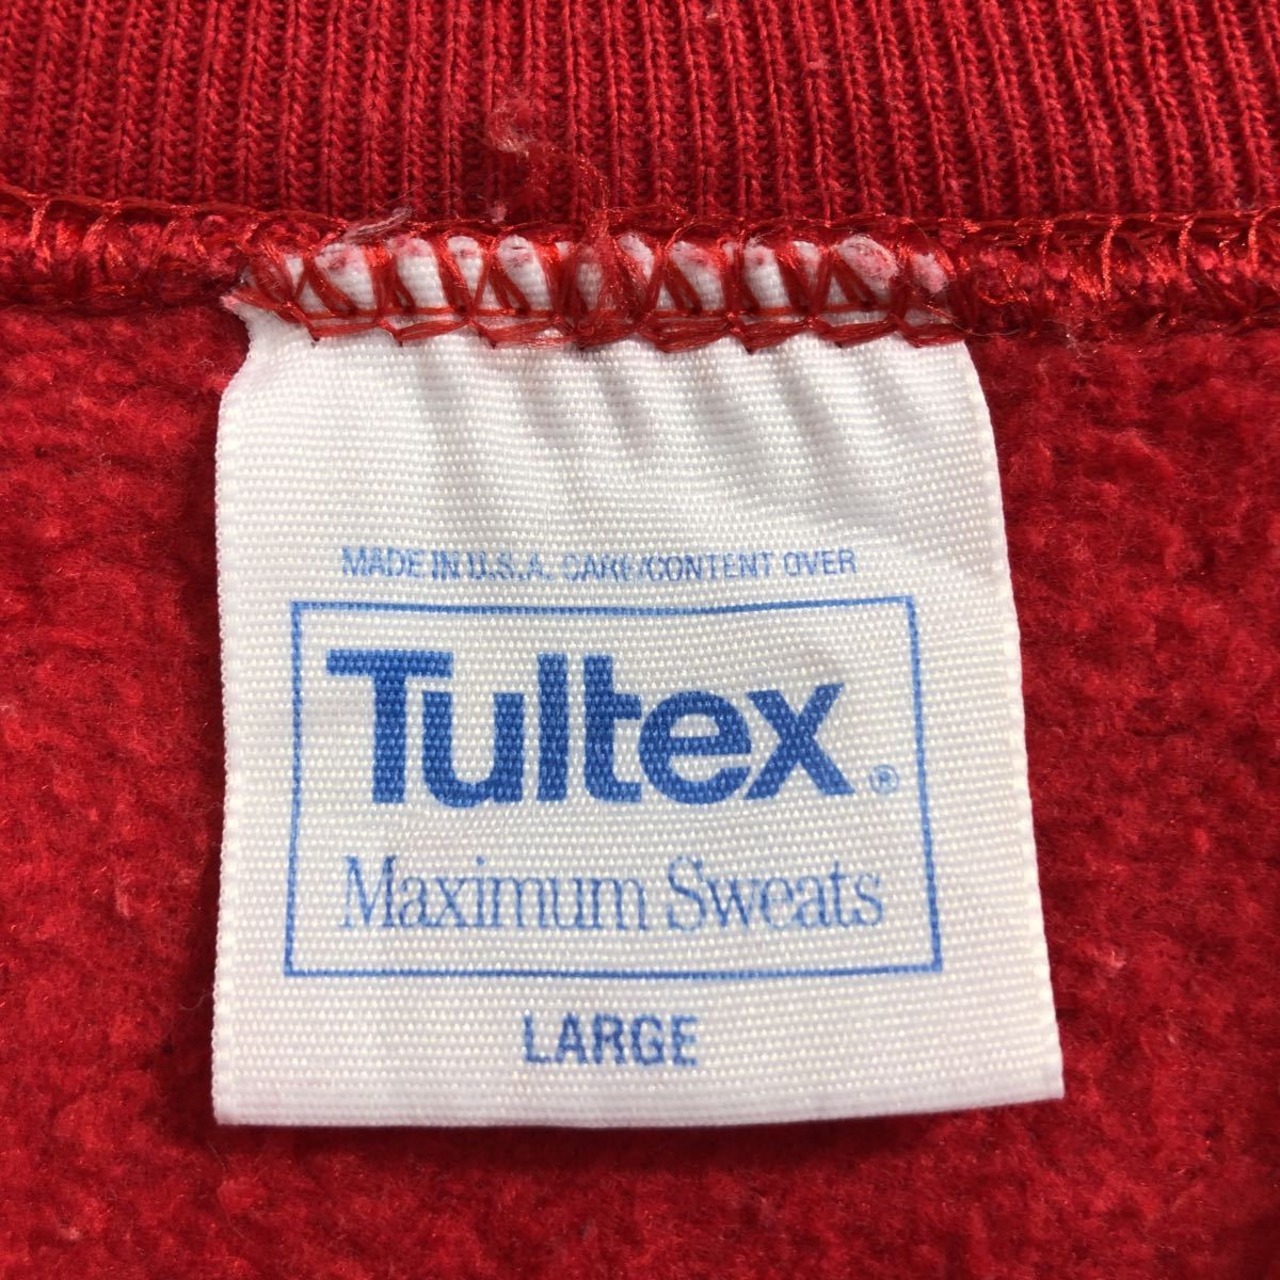 MADE IN U.S.A. CARE/CONTENT OVER
Tultex®
Maximum Sweats
LARGE